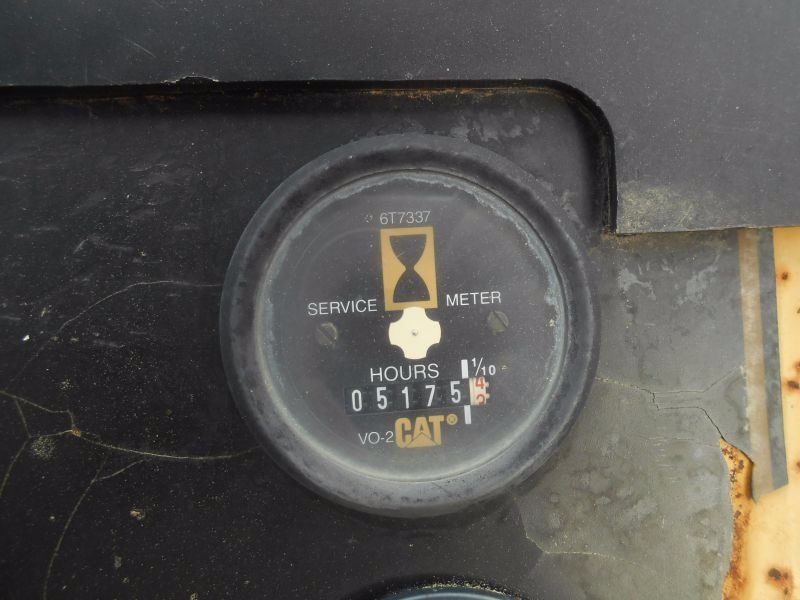 6T7337
SERVICE METER
HOURS 1/10
05175
VO-2 CAT®